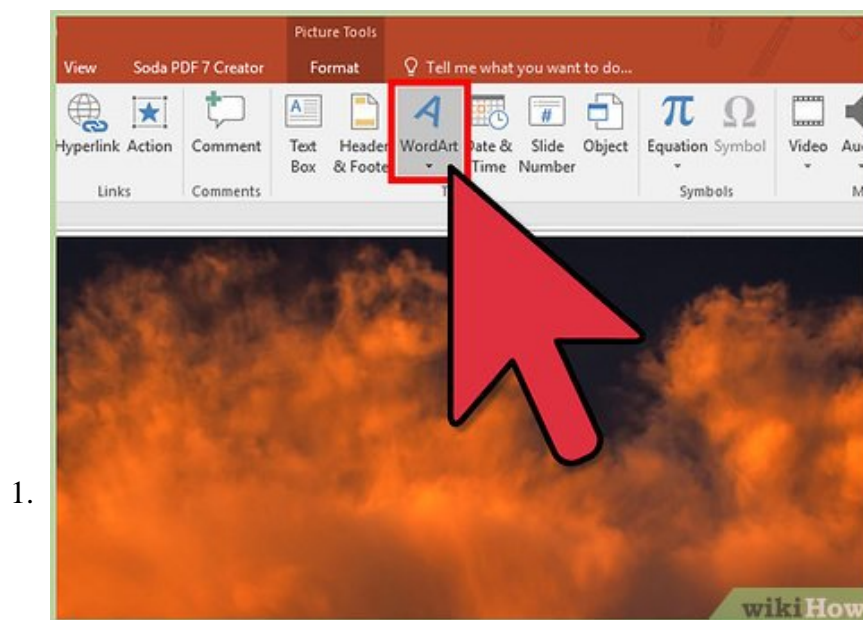 Picture Tools
View Soda PDF 7 Creator Format Tell me what you want to do...
Hyperlink Action Comment Text Box Header & Foote WordArt Date & Time Slide Number Object Equation Symbol Video
Links Comments Symbols
1.
wikiHow